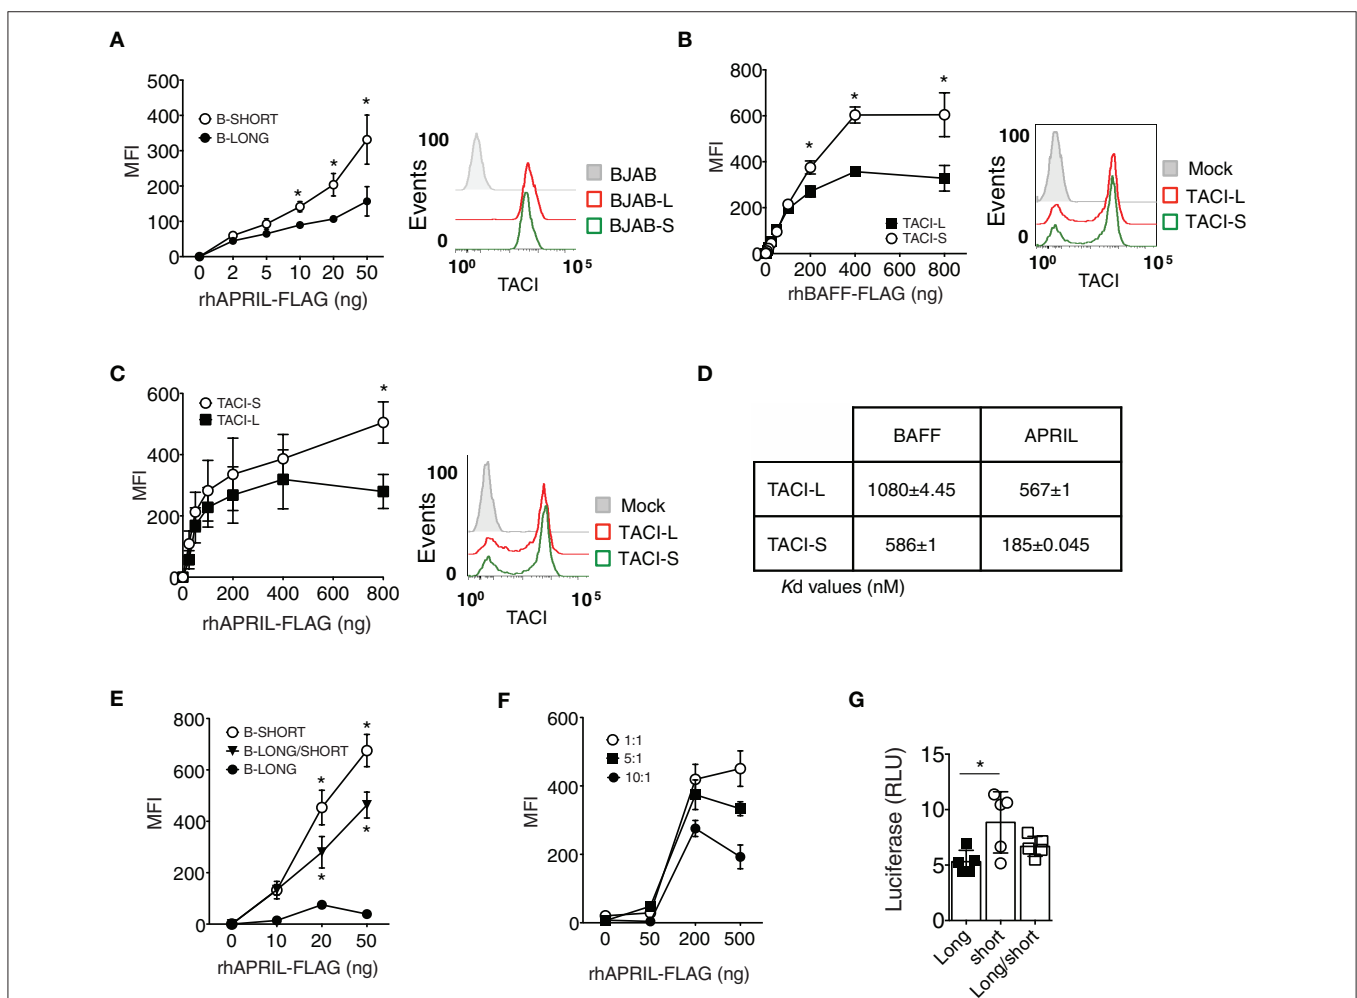 A
500
400
300
200
100
0
MFI
B-SHORT
B-LONG
*
*
*
0 2 5 10 20 50
rhAPRIL-FLAG (ng)
100
Events
0
10⁰ 10⁵
TACI
BJAB
BJAB-L
BJAB-S
B
800
600
400
200
0
MFI
*
*
*
TACI-L
TACI-S
0 200 400 600 800
rhBAFF-FLAG (ng)
100
Events
0
10⁰ 10⁵
TACI
Mock
TACI-L
TACI-S
C
600
400
200
0
MFI
TACI-S
TACI-L
*
0 200 400 600 800
rhAPRIL-FLAG (ng)
100
Events
0
10⁰ 10⁵
TACI
Mock
TACI-L
TACI-S
D
BAFF APRIL
TACI-L 1080±4.45 567±1
TACI-S 586±1 185±0.045
Kd values (nM)
E
800
600
400
200
0
MFI
B-SHORT
B-LONG/SHORT
B-LONG
*
*
*
*
0 10 20 50
rhAPRIL-FLAG (ng)
F
600
400
200
0
MFI
1:1
5:1
10:1
0 50 200 500
rhAPRIL-FLAG (ng)
G
15
10
5
0
Luciferase (RLU)
*
Long
short
Long/short